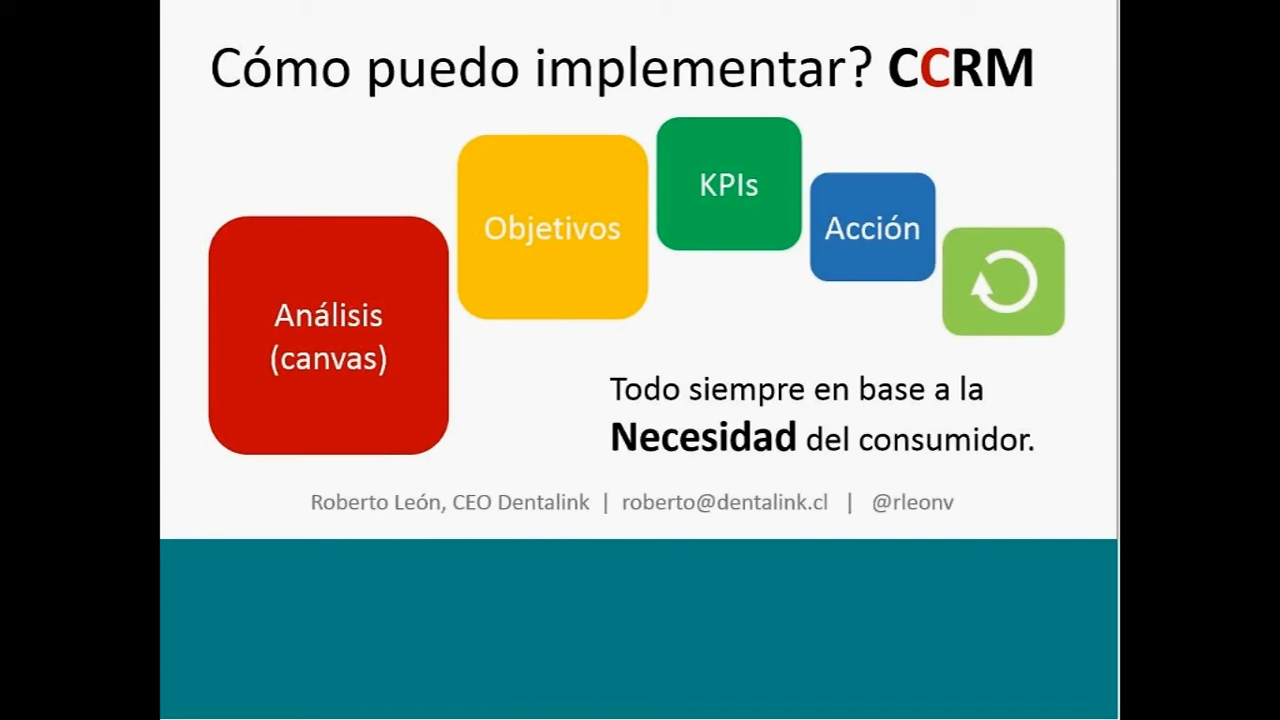 Cómo puedo implementar? CCRM
Análisis
(canvas)
Objetivos
KPIs
Acción
Todo siempre en base a la
Necesidad del consumidor.
Roberto León, CEO Dentalink | roberto@dentalink.cl | @rleonv